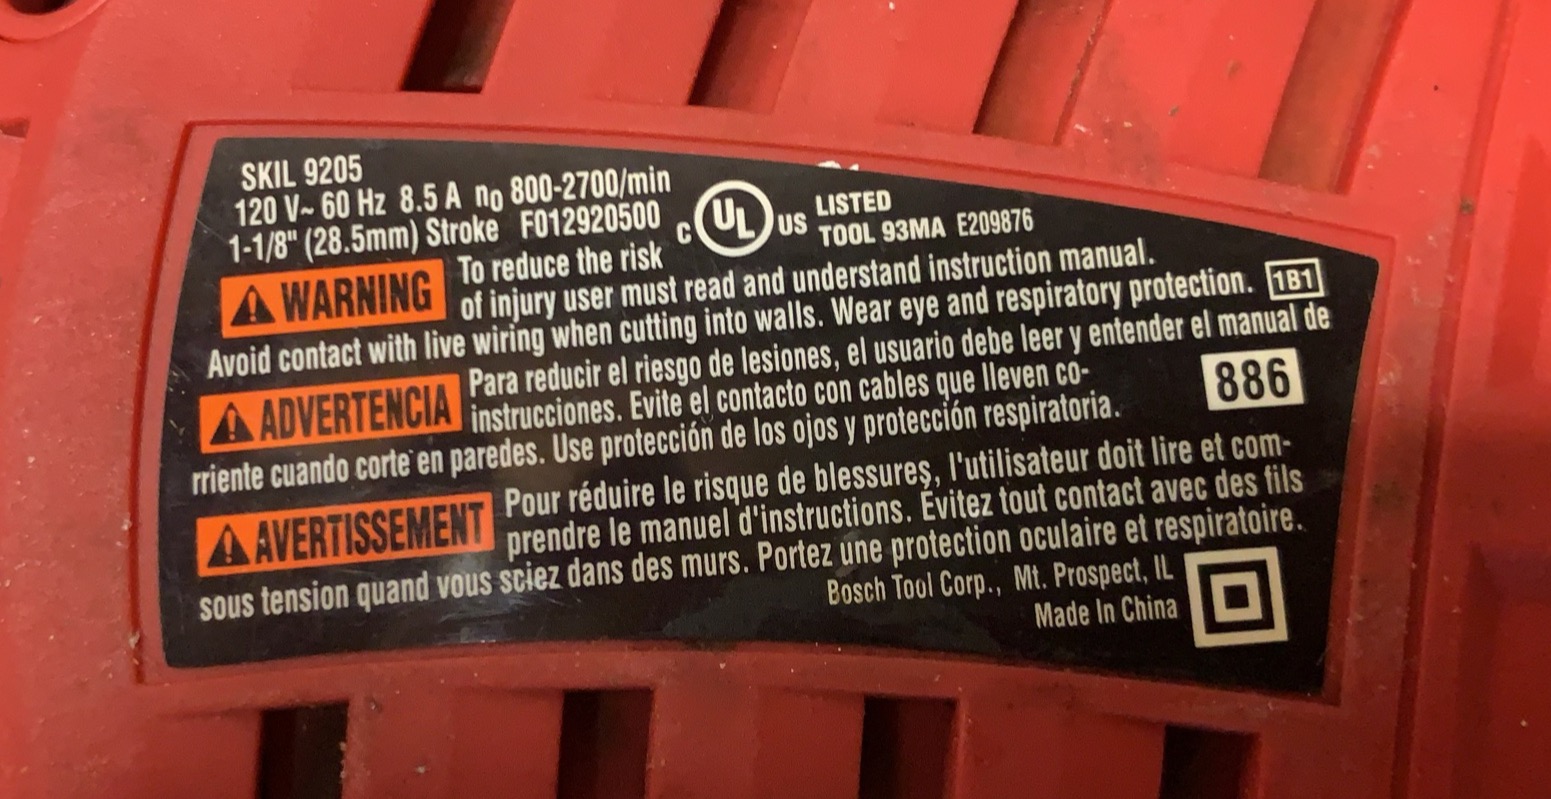 SKIL 9205
120 V~ 60 Hz 8.5 A no 800-2700/min
1-1/8" (28.5mm) Stroke F012920500
C UL US LISTED
TOOL 93MA E209876
⚠ WARNING To reduce the risk
of injury user must read and understand instruction manual.
Avoid contact with live wiring when cutting into walls. Wear eye and respiratory protection. 1B1
⚠ ADVERTENCIA Para reducir el riesgo de lesiones, el usuario debe leer y entender el manual de
instrucciones. Evite el contacto con cables que lleven co-
rriente cuando corte en paredes. Use protección de los ojos y protección respiratoria.
886
⚠ AVERTISSEMENT Pour réduire le risque de blessures, l'utilisateur doit lire et com-
prendre le manuel d'instructions. Évitez tout contact avec des fils
sous tension quand vous sciez dans des murs. Portez une protection oculaire et respiratoire.
Bosch Tool Corp., Mt. Prospect, IL
Made In China